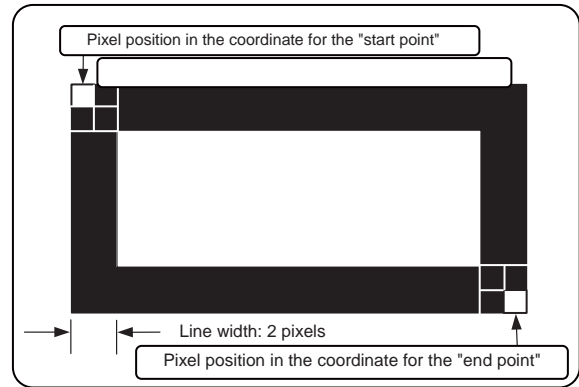 Pixel position in the coordinate for the "start point"
Line width: 2 pixels
Pixel position in the coordinate for the "end point"